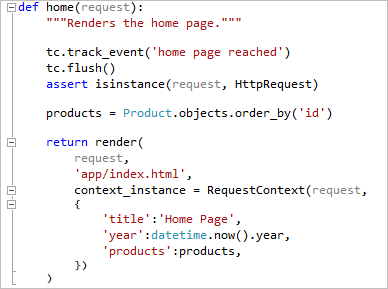 def home(request):
    """Renders the home page."""

    tc.track_event('home page reached')
    tc.flush()
    assert isinstance(request, HttpRequest)

    products = Product.objects.order_by('id')

    return render(
        request,
        'app/index.html',
        context_instance = RequestContext(request,
        {
            'title':'Home Page',
            'year':datetime.now().year,
            'products':products,
        })
    )